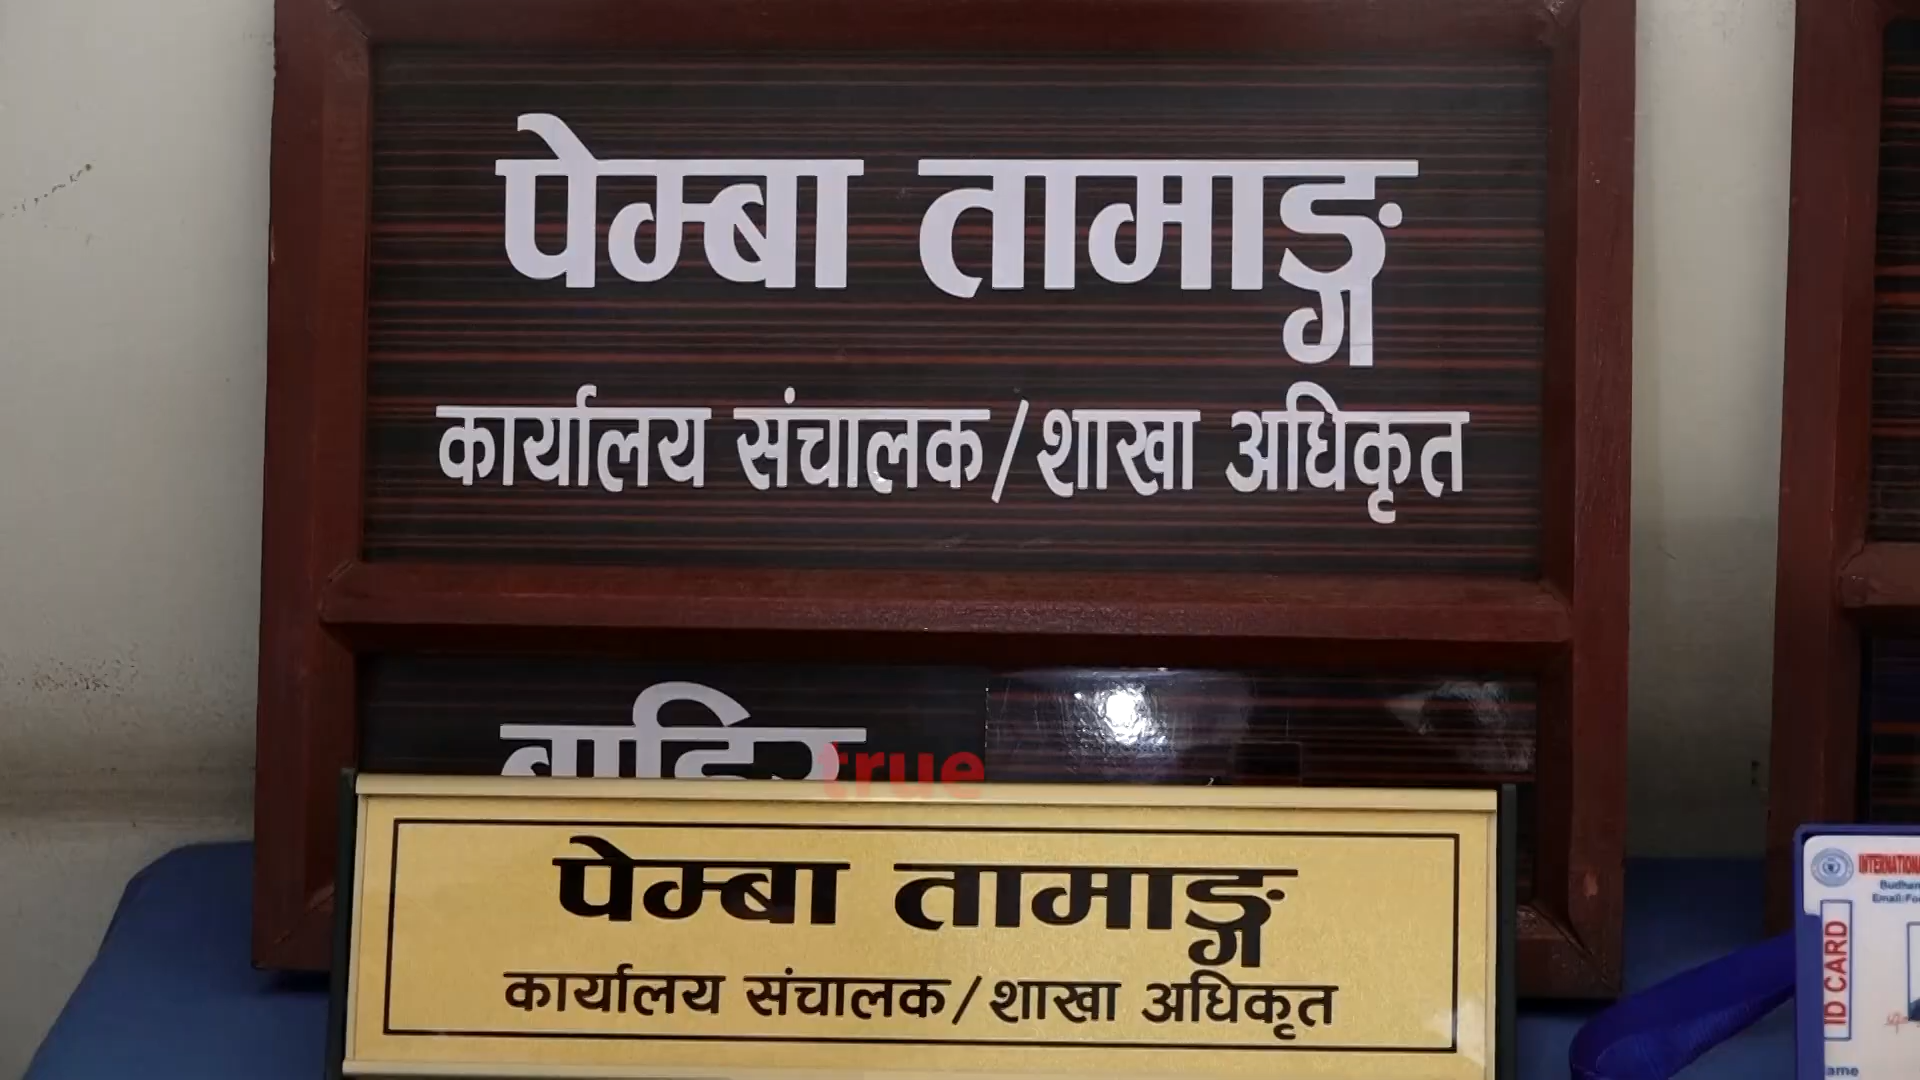 पेम्बा तामाङ्ग
कार्यालय संचालक/शाखा अधिकृत
बाहिर
true
पेम्बा तामाङ्ग
कार्यालय संचालक/शाखा अधिकृत
ID CARD